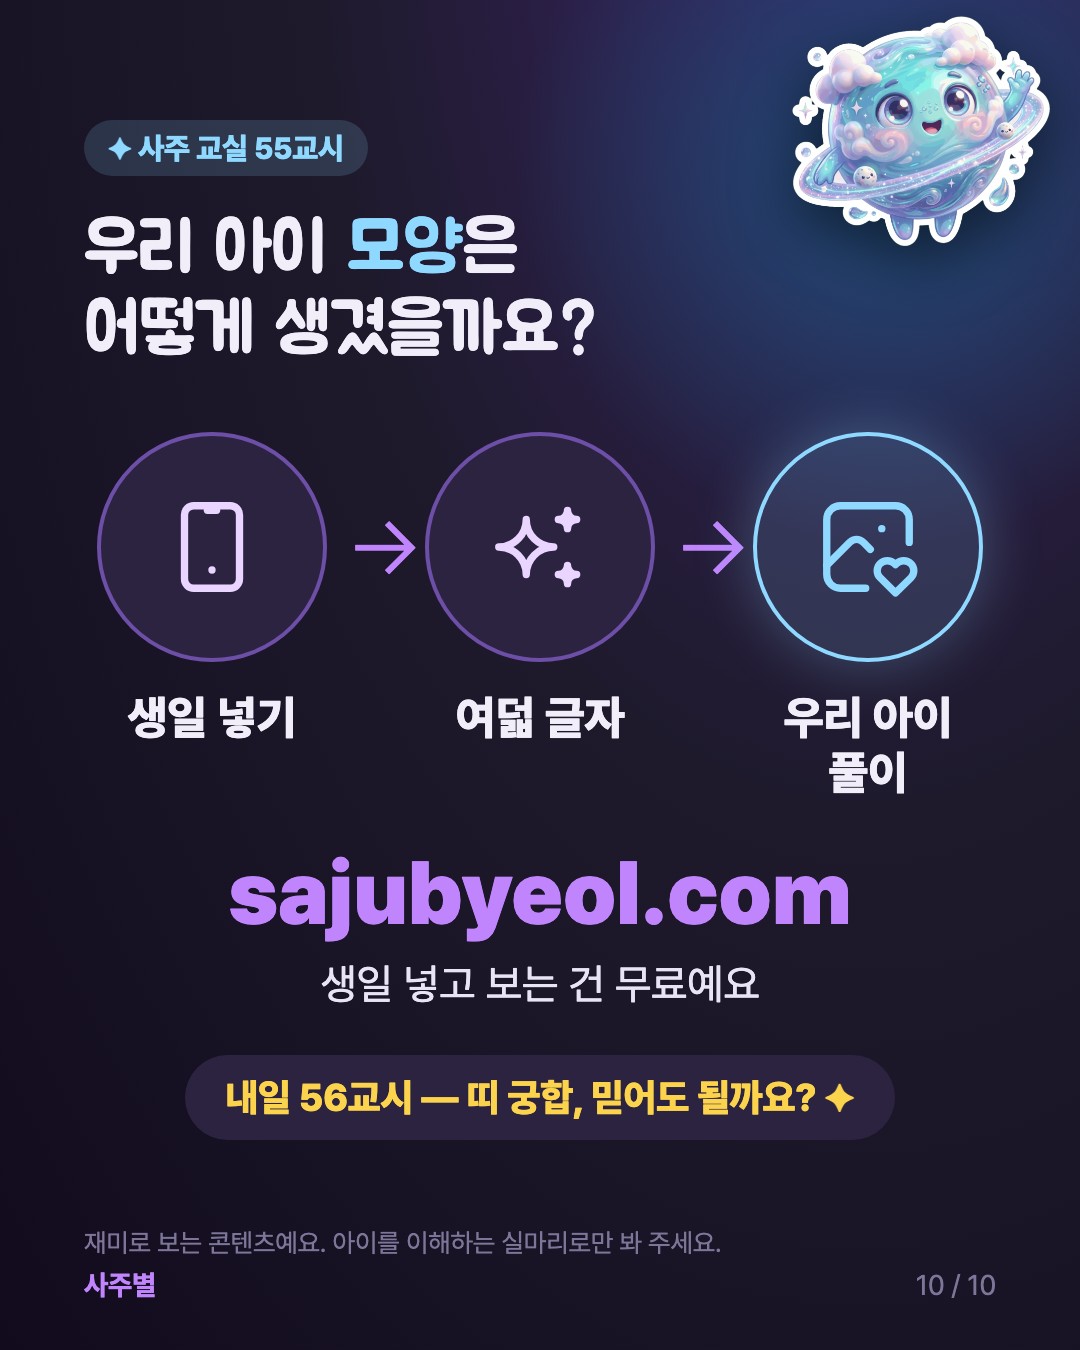 ✦ 사주 교실 55교시
우리 아이 모양은
어떻게 생겼을까요?
생일 넣기
여덟 글자
우리 아이
풀이
sajubyeol.com
생일 넣고 보는 건 무료예요
내일 56교시 — 띠 궁합, 믿어도 될까요? ✦
재미로 보는 콘텐츠예요. 아이를 이해하는 실마리로만 봐 주세요.
사주별
10 / 10